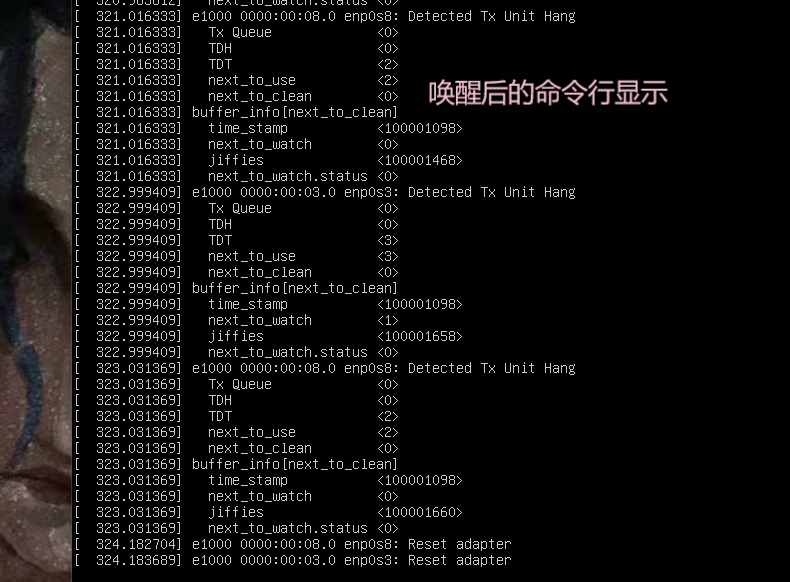 [  320.983812]   next_to_watch.status <0>
[  321.016333] e1000 0000:00:08.0 enp0s8: Detected Tx Unit Hang
[  321.016333]   Tx Queue             <0>
[  321.016333]   TDH                  <0>
[  321.016333]   TDT                  <2>
[  321.016333]   next_to_use          <2>
唤醒后的命令行显示
[  321.016333]   next_to_clean        <0>
[  321.016333] buffer_info[next_to_clean]
[  321.016333]   time_stamp           <100001098>
[  321.016333]   next_to_watch        <0>
[  321.016333]   jiffies              <100001468>
[  321.016333]   next_to_watch.status <0>
[  322.999409] e1000 0000:00:03.0 enp0s3: Detected Tx Unit Hang
[  322.999409]   Tx Queue             <0>
[  322.999409]   TDH                  <0>
[  322.999409]   TDT                  <3>
[  322.999409]   next_to_use          <3>
[  322.999409]   next_to_clean        <0>
[  322.999409] buffer_info[next_to_clean]
[  322.999409]   time_stamp           <100001098>
[  322.999409]   next_to_watch        <1>
[  322.999409]   jiffies              <100001658>
[  322.999409]   next_to_watch.status <0>
[  323.031369] e1000 0000:00:08.0 enp0s8: Detected Tx Unit Hang
[  323.031369]   Tx Queue             <0>
[  323.031369]   TDH                  <0>
[  323.031369]   TDT                  <2>
[  323.031369]   next_to_use          <2>
[  323.031369]   next_to_clean        <0>
[  323.031369] buffer_info[next_to_clean]
[  323.031369]   time_stamp           <100001098>
[  323.031369]   next_to_watch        <0>
[  323.031369]   jiffies              <100001660>
[  323.031369]   next_to_watch.status <0>
[  324.182704] e1000 0000:00:08.0 enp0s8: Reset adapter
[  324.183689] e1000 0000:00:03.0 enp0s3: Reset adapter